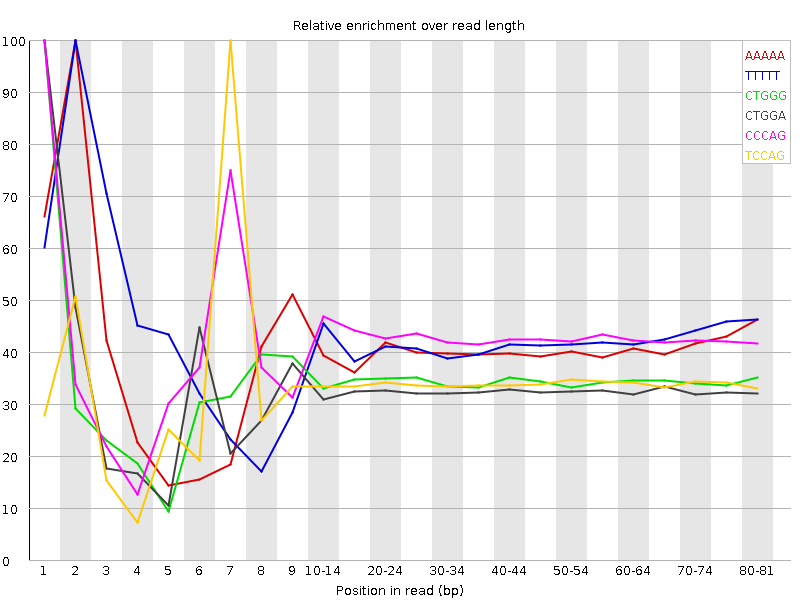 Relative enrichment over read length
100
90
80
70
60
50
40
30
20
10
0
AAAAA
TTTTT
CTGGG
CTGGA
CCCAG
TCCAG
1 2 3 4 5 6 7 8 9 10-14 20-24 30-34 40-44 50-54 60-64 70-74 80-81
Position in read (bp)